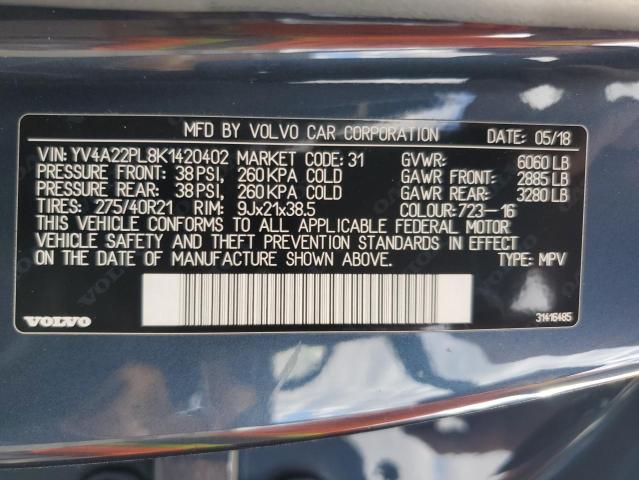 MFD BY VOLVO CAR CORPORATION DATE: 05/18
VIN: YV4A22PL8K1420402 MARKET CODE: 31 GVWR: 6060 LB
PRESSURE FRONT: 38 PSI, 260 KPA COLD GAWR FRONT: 2885 LB
PRESSURE REAR: 38 PSI, 260 KPA COLD GAWR REAR: 3280 LB
TIRES: 275/40R21 RIM: 9Jx21x38.5 COLOUR: 723-16
THIS VEHICLE CONFORMS TO ALL APPLICABLE FEDERAL MOTOR
VEHICLE SAFETY AND THEFT PREVENTION STANDARDS IN EFFECT
ON THE DATE OF MANUFACTURE SHOWN ABOVE. TYPE: MPV
VOLVO 31416485